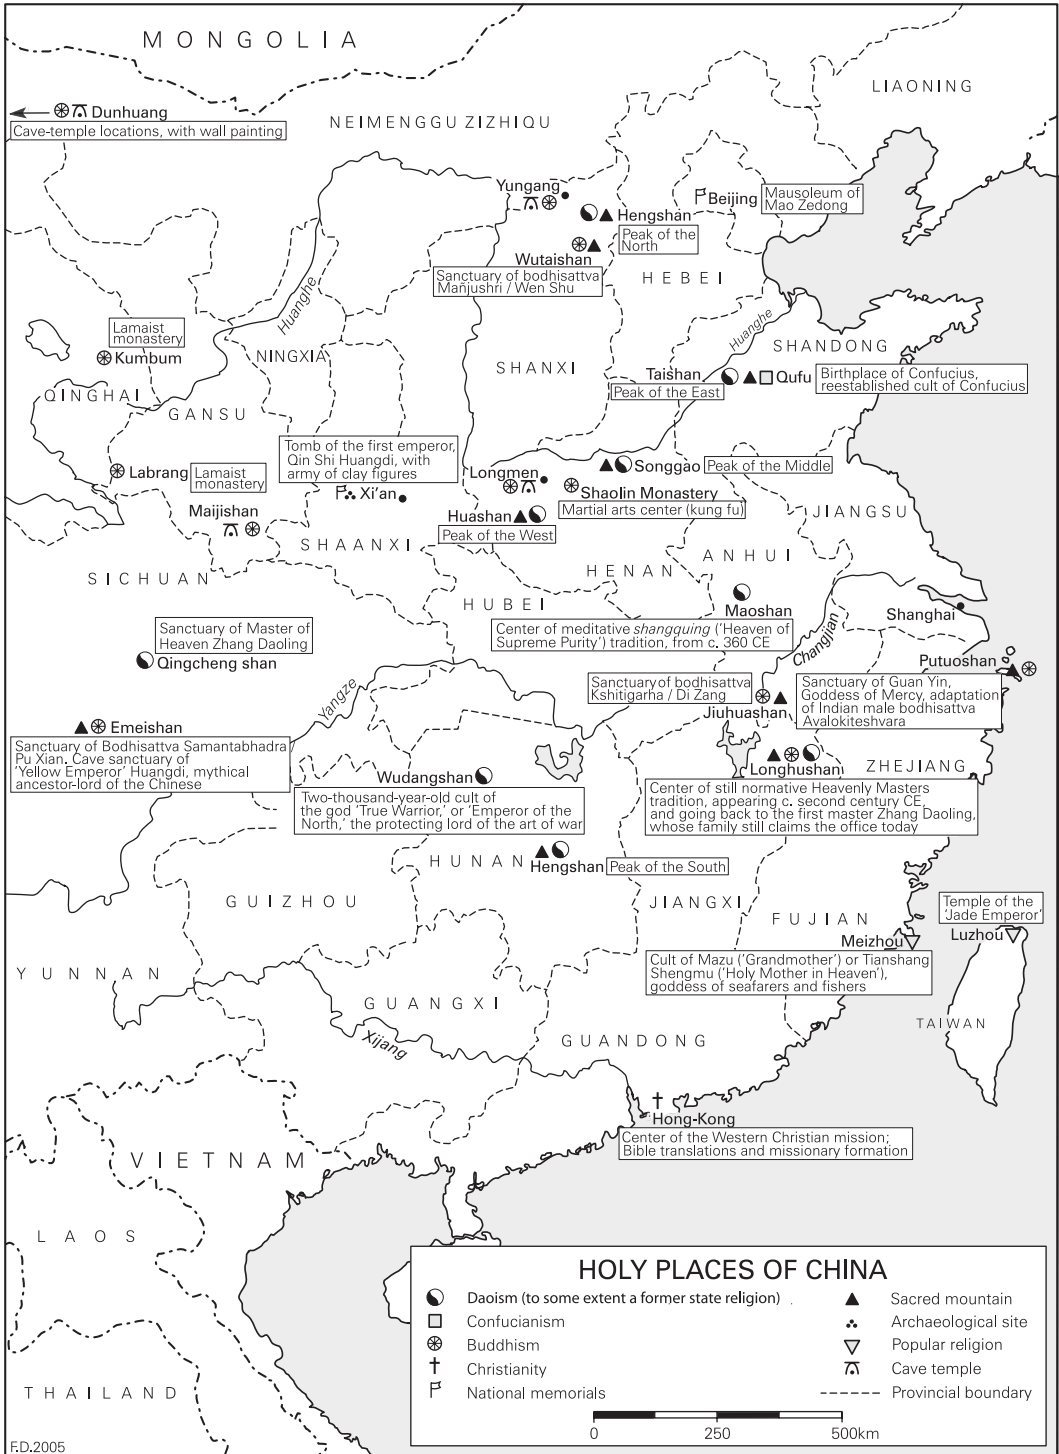 MONGOLIA
LIAONING
Dunhuang
Cave-temple locations, with wall painting
NEIMENGGU ZIZHIQU
Yungang
Beijing
Mausoleum of
Mao Zedong
Hengshan
Peak of the
North
Wutaishan
Sanctuary of bodhisattva
Manjushri / Wen Shu
HEBEI
Huanghe
Huanghe
Lamaist
monastery
Kumbum
NINGXIA
SHANXI
SHANDONG
Taishan
Qufu
Peak of the East
Birthplace of Confucius,
reestablished cult of Confucius
QINGHAI
GANSU
Tomb of the first emperor,
Qin Shi Huangdi, with
army of clay figures
Xi'an
Labrang
Lamaist
monastery
Longmen
Songgao
Peak of the Middle
Shaolin Monastery
Martial arts center (kung fu)
Maijishan
Huashan
Peak of the West
JIANGSU
SHAANXI
ANHUI
SICHUAN
HENAN
HUBEI
Maoshan
Center of meditative shangquing ('Heaven of
Supreme Purity') tradition, from c. 360 CE
Shanghai
Changjian
Sanctuary of Master of
Heaven Zhang Daoling
Qingcheng shan
Putuoshan
Sanctuary of Guan Yin,
Goddess of Mercy, adaptation
of Indian male bodhisattva
Avalokiteshvara
Sanctuary of bodhisattva
Kshitigarha / Di Zang
Jiuhuashan
Yangze
Emeishan
Sanctuary of Bodhisattva Samantabhadra
Pu Xian. Cave sanctuary of
'Yellow Emperor' Huangdi, mythical
ancestor-lord of the Chinese
Wudangshan
Two-thousand-year-old cult of
the god 'True Warrior,' or 'Emperor of the
North,' the protecting lord of the art of war
Longhushan
ZHEJIANG
Center of still normative Heavenly Masters
tradition, appearing c. second century CE,
and going back to the first master Zhang Daoling,
whose family still claims the office today
HUNAN
Hengshan
Peak of the South
GUIZHOU
JIANGXI
FUJIAN
Temple of the
'Jade Emperor'
Luzhou
Meizhou
Cult of Mazu ('Grandmother') or Tianshang
Shengmu ('Holy Mother in Heaven'),
goddess of seafarers and fishers
YUNNAN
GUANGXI
TAIWAN
Xijang
GUANDONG
Hong-Kong
Center of the Western Christian mission;
Bible translations and missionary formation
VIETNAM
LAOS
THAILAND
HOLY PLACES OF CHINA
Daoism (to some extent a former state religion) .
Confucianism
Buddhism
Christianity
National memorials
Sacred mountain
Archaeological site
Popular religion
Cave temple
Provincial boundary
0 250 500km
F.D.2005